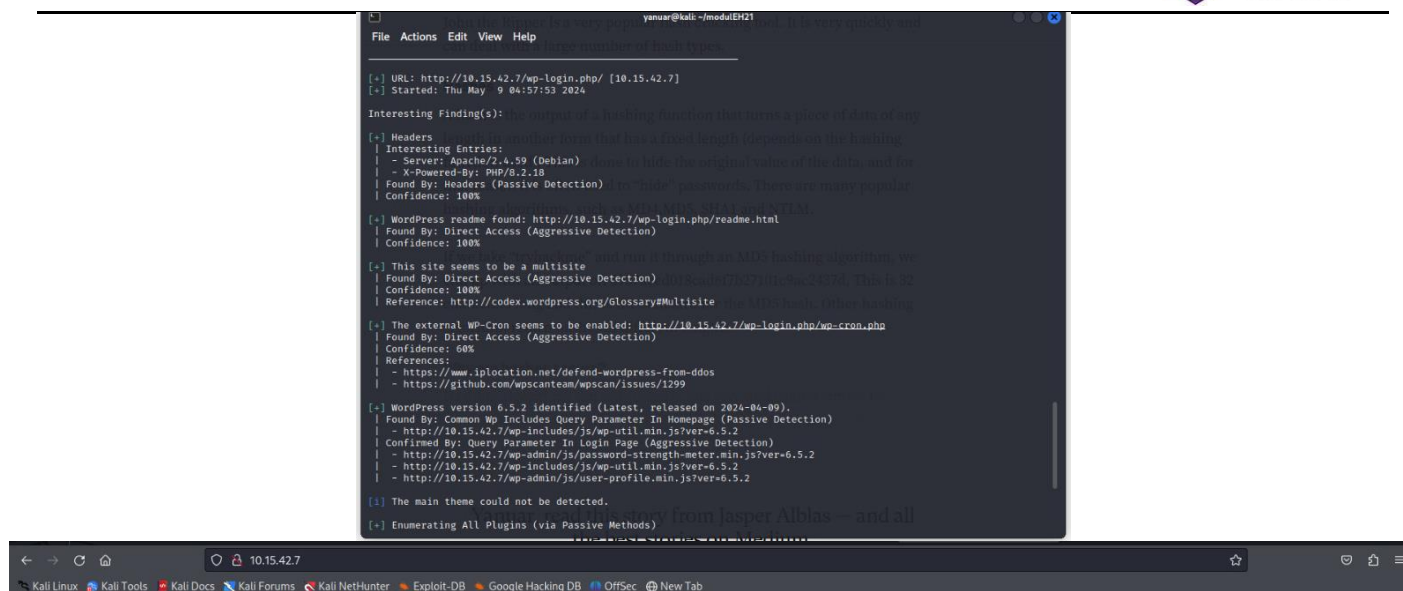 yanuar@kali: ~/modulEH21
File Actions Edit View Help
[+] URL: http://10.15.42.7/wp-login.php/ [10.15.42.7]
[+] Started: Thu May 9 04:57:53 2024
Interesting Finding(s):
[+] Headers
| Interesting Entries:
| - Server: Apache/2.4.59 (Debian)
| - X-Powered-By: PHP/8.2.18
| Found By: Headers (Passive Detection)
| Confidence: 100%
[+] WordPress readme found: http://10.15.42.7/wp-login.php/readme.html
| Found By: Direct Access (Aggressive Detection)
| Confidence: 100%
[+] This site seems to be a multisite
| Found By: Direct Access (Aggressive Detection)
| Confidence: 100%
| Reference: http://codex.wordpress.org/Glossary#Multisite
[+] The external WP-Cron seems to be enabled: http://10.15.42.7/wp-login.php/wp-cron.php
| Found By: Direct Access (Aggressive Detection)
| Confidence: 60%
| References:
| - https://www.iplocation.net/defend-wordpress-from-ddos
| - https://github.com/wpscanteam/wpscan/issues/1299
[+] WordPress version 6.5.2 identified (Latest, released on 2024-04-09).
| Found By: Common Wp Includes Query Parameter In Homepage (Passive Detection)
| - http://10.15.42.7/wp-includes/js/wp-util.min.js?ver=6.5.2
| Confirmed By: Query Parameter In Login Page (Aggressive Detection)
| - http://10.15.42.7/wp-admin/js/password-strength-meter.min.js?ver=6.5.2
| - http://10.15.42.7/wp-includes/js/wp-util.min.js?ver=6.5.2
| - http://10.15.42.7/wp-admin/js/user-profile.min.js?ver=6.5.2
[i] The main theme could not be detected.
Yanuar, read this story from Jasper Alblas — and all
[+] Enumerating All Plugins (via Passive Methods)
the best stories on Medium
10.15.42.7
Kali Linux Kali Tools Kali Docs Kali Forums Kali NetHunter Exploit-DB Google Hacking DB OffSec New Tab